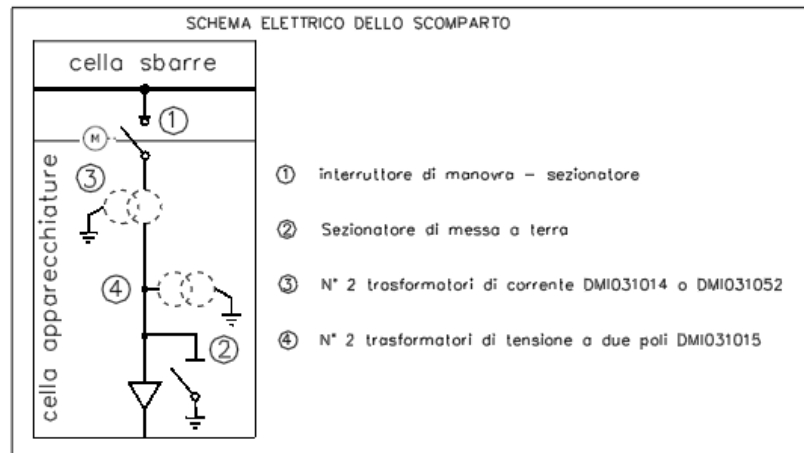 SCHEMA ELETTRICO DELLO SCOMPARTO
cella sbarre
1
M
3
4
2
cella apparecchiature
1 interruttore di manovra – sezionatore
2 Sezionatore di messa a terra
3 N° 2 trasformatori di corrente DMI031014 o DMI031052
4 N° 2 trasformatori di tensione a due poli DMI031015